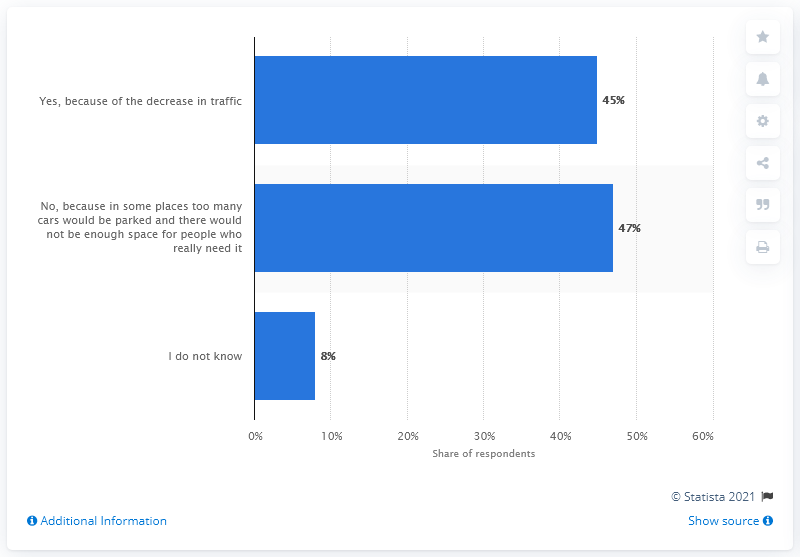 Yes, because of the decrease in traffic
45%
No, because in some places too many
cars would be parked and there would
not be enough space for people who
really need it
47%
I do not know
8%
0%
10%
20%
30%
40%
50%
60%
Share of respondents
© Statista 2021
Additional Information
Show source